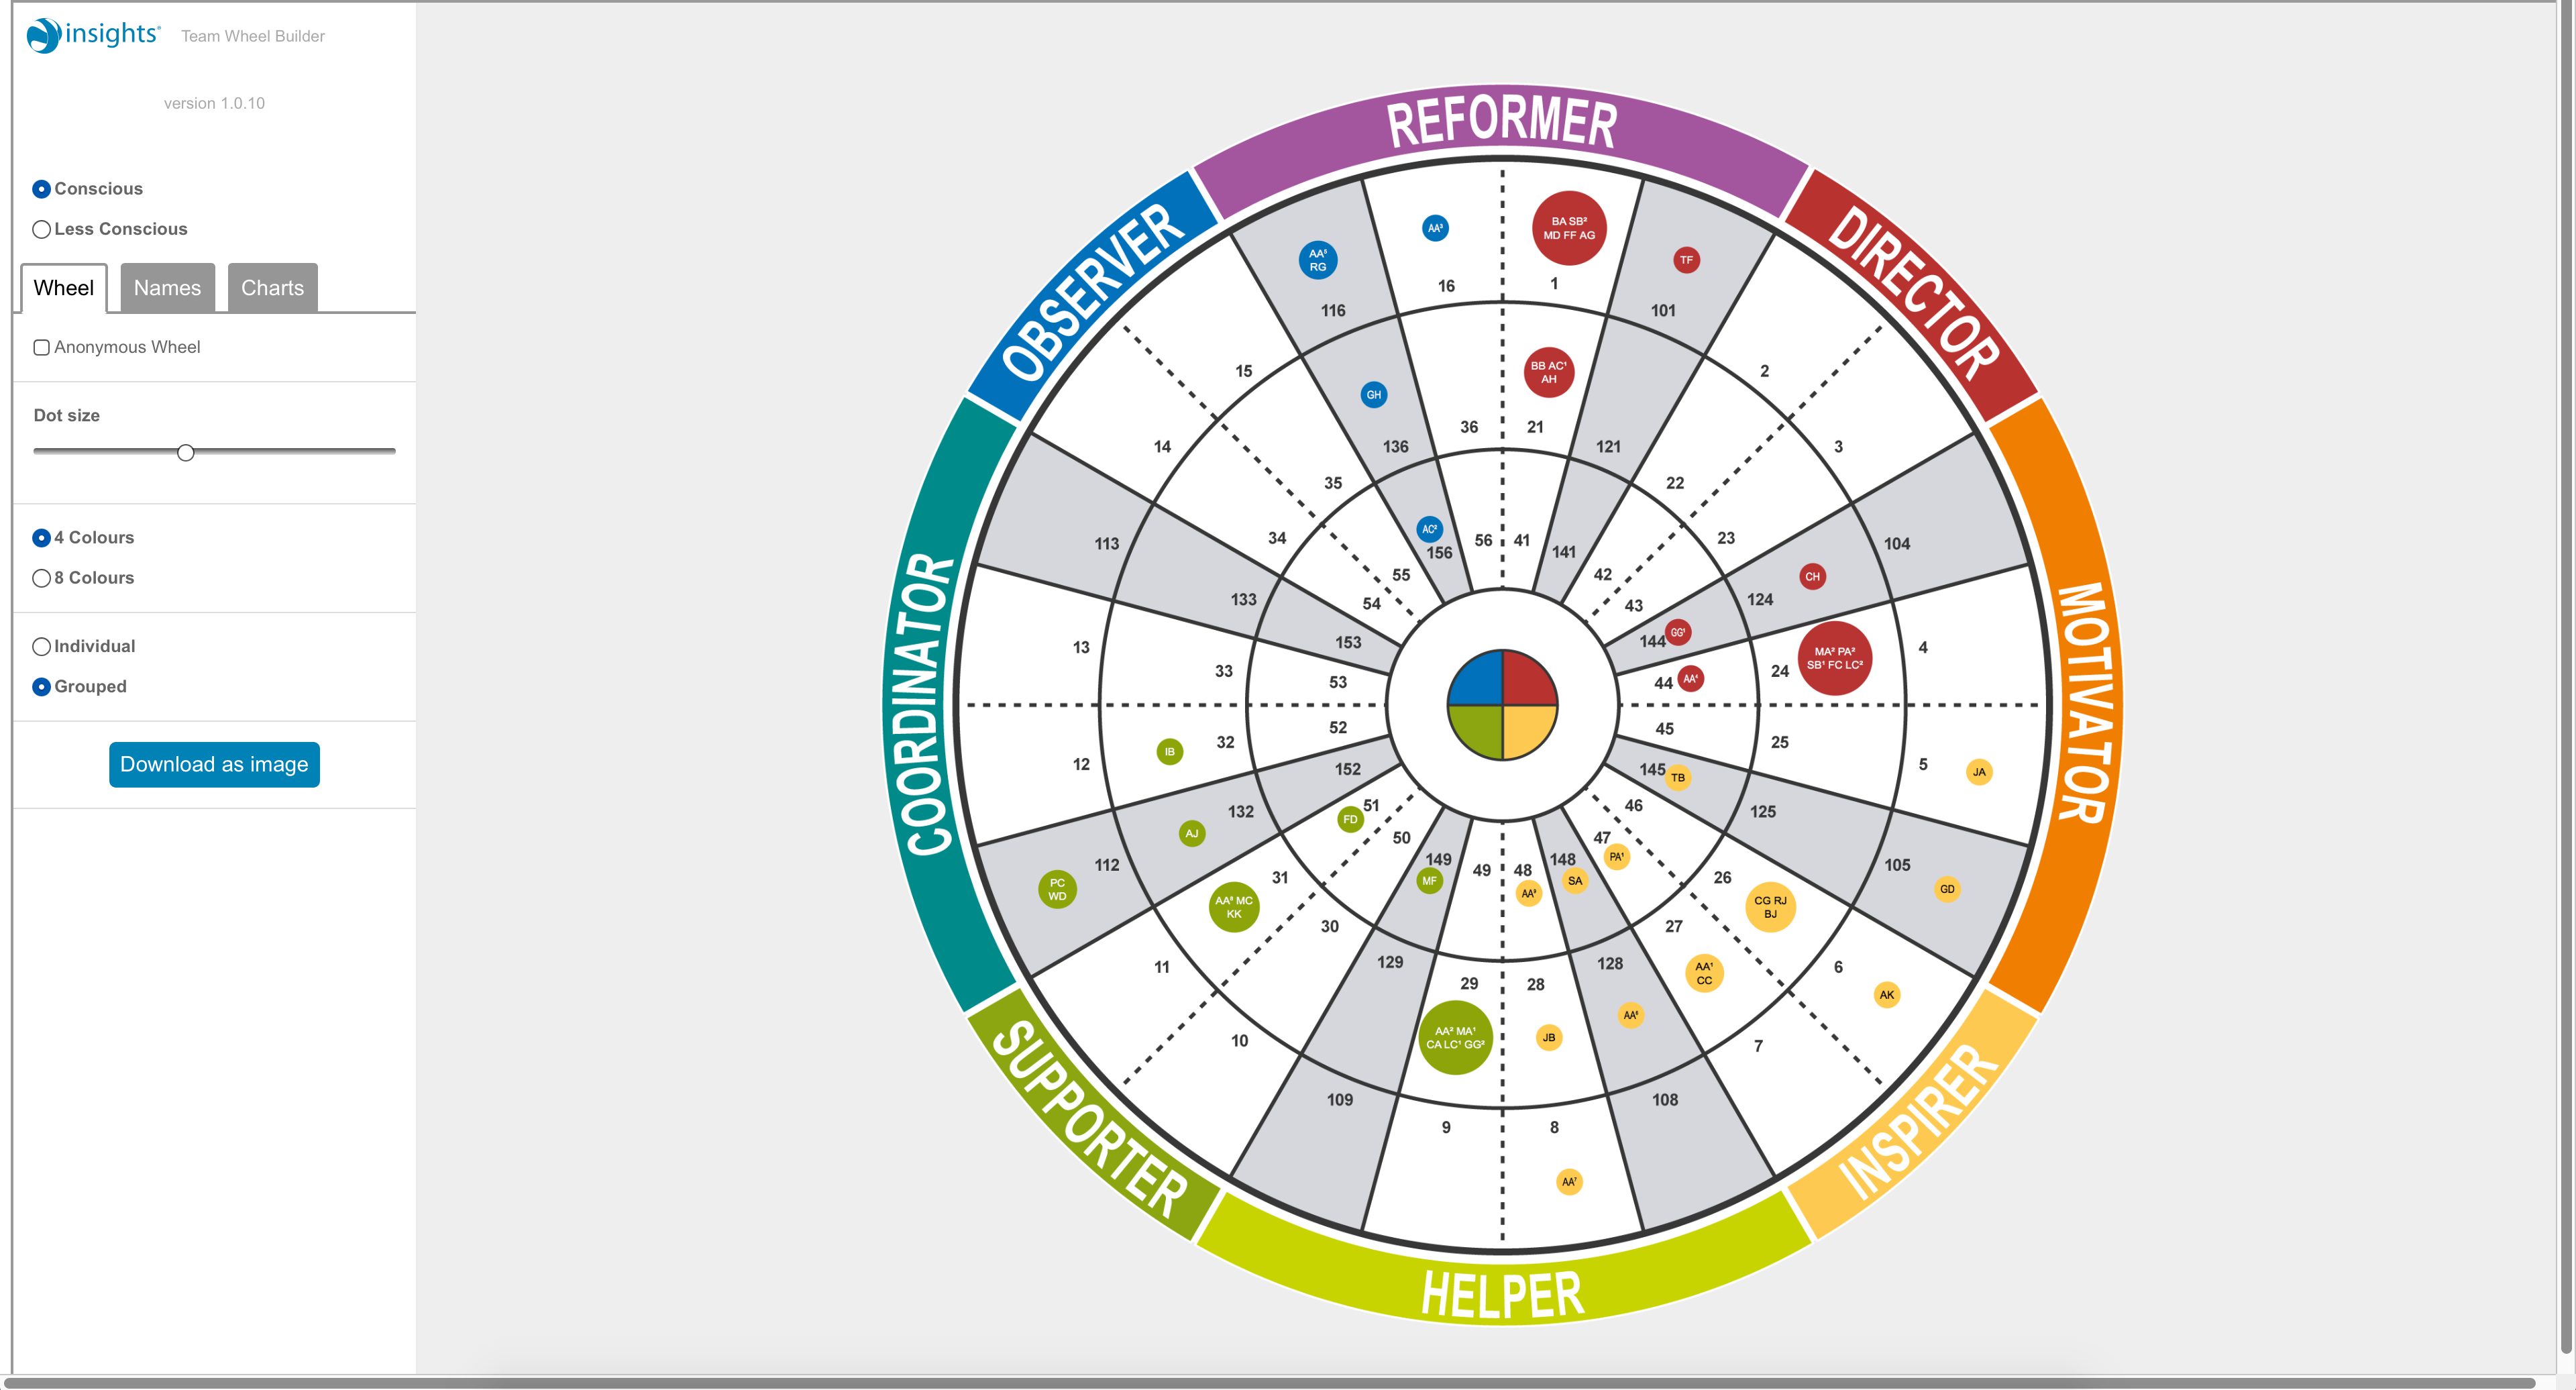 insights® Team Wheel Builder
version 1.0.10
Conscious
Less Conscious
Wheel Names Charts
Anonymous Wheel
Dot size
4 Colours
8 Colours
Individual
Grouped
Download as image
REFORMER
DIRECTOR
MOTIVATOR
INSPIRER
HELPER
SUPPORTER
COORDINATOR
OBSERVER
BA SB²
MD FF AG
1
TF
101
2
3
104
4
5
JA
105
GD
6
AK
7
108
8
AA⁷
9
109
10
11
112
PC
WD
12
13
113
14
15
116
RG
16
BB AC¹
AH
21
121
22
23
124
CH
24
MA² PA²
SB¹ FC LC²
25
125
26
CG RJ
BJ
27
AA¹
CC
128
28
JB
29
AA² MA¹
CA LC¹ GG²
129
30
31
MC
KK
132
AJ
32
IB
33
133
34
35
136
GH
36
41
141
42
43
144
GG¹
44
AA⁴
45
145
TB
46
47
PA¹
148
SA
48
49
149
MF
50
51
FD
152
52
53
153
54
55
156
AC²
56